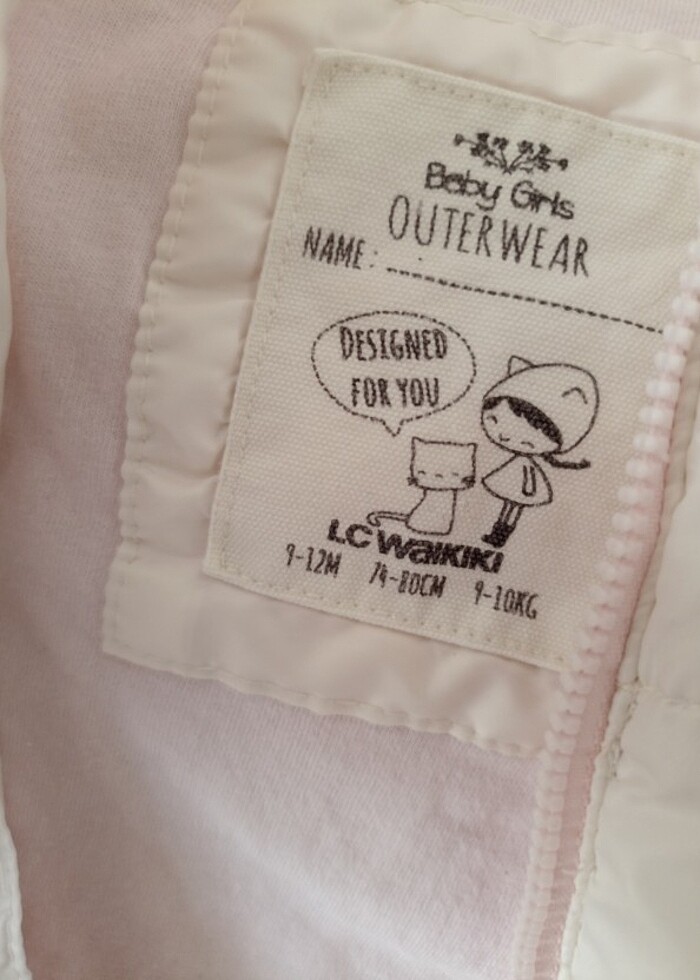 Baby Girls
OUTERWEAR
NAME:
DESIGNED
FOR YOU
LC WAIKIKI
9-12M 74-80CM 9-10KG